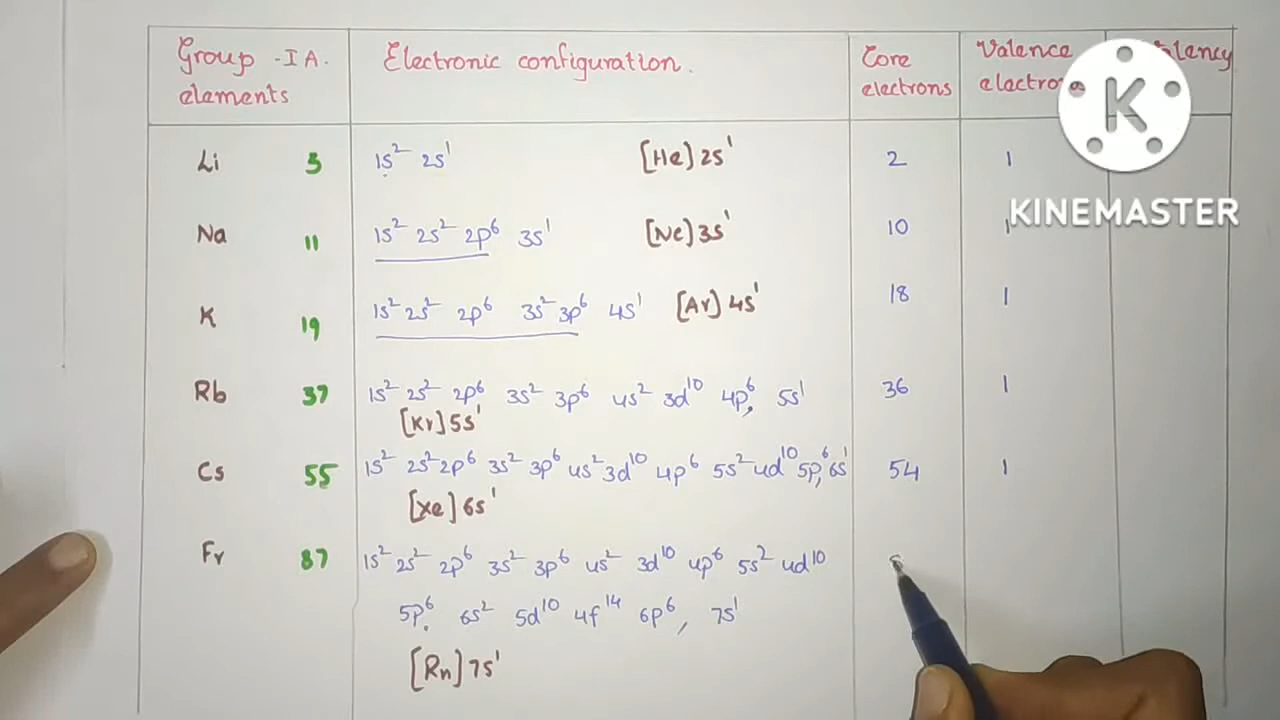 Group -IA. Electronic configuration. Core Valence
elements electrons
Li 3 1s² 2s¹ [He] 2s¹ 2 1
KINEMASTER
Na 11 1s² 2s² 2p⁶ 3s¹ [Ne] 3s¹ 10 1
K 19 1s² 2s² 2p⁶ 3s² 3p⁶ 4s¹ [Ar] 4s¹ 18 1
Rb 37 1s² 2s² 2p⁶ 3s² 3p⁶ 4s² 3d¹⁰ 4p⁶, 5s¹ 36 1
[Kr] 5s¹
Cs 55 1s² 2s² 2p⁶ 3s² 3p⁶ 4s² 3d¹⁰ 4p⁶ 5s² 4d¹⁰ 5p⁶, 6s¹ 54 1
[Xe] 6s¹
Fr 87 1s² 2s² 2p⁶ 3s² 3p⁶ 4s² 3d¹⁰ 4p⁶ 5s² 4d¹⁰
5p⁶. 6s² 5d¹⁰ 4f¹⁴ 6p⁶, 7s¹
[Rn] 7s¹